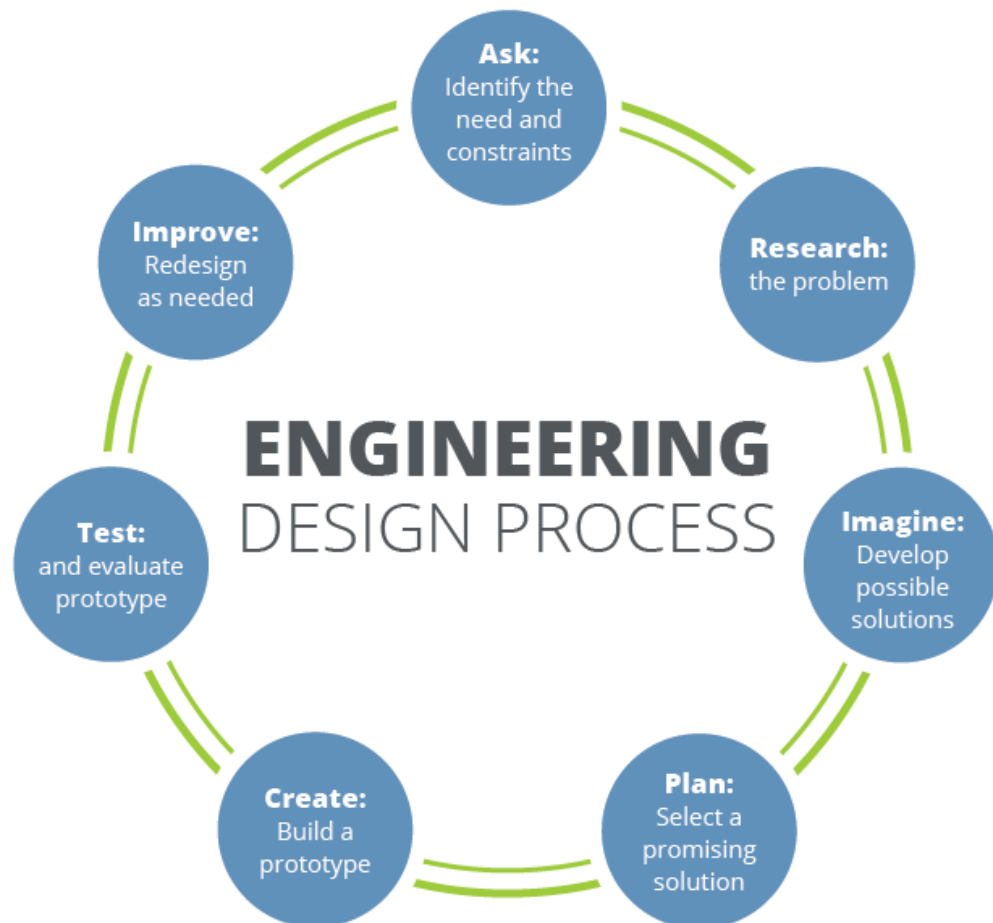 Ask:
Identify the
need and
constraints
Research:
the problem
Imagine:
Develop
possible
solutions
Plan:
Select a
promising
solution
Create:
Build a
prototype
Test:
and evaluate
prototype
Improve:
Redesign
as needed
ENGINEERING
DESIGN PROCESS